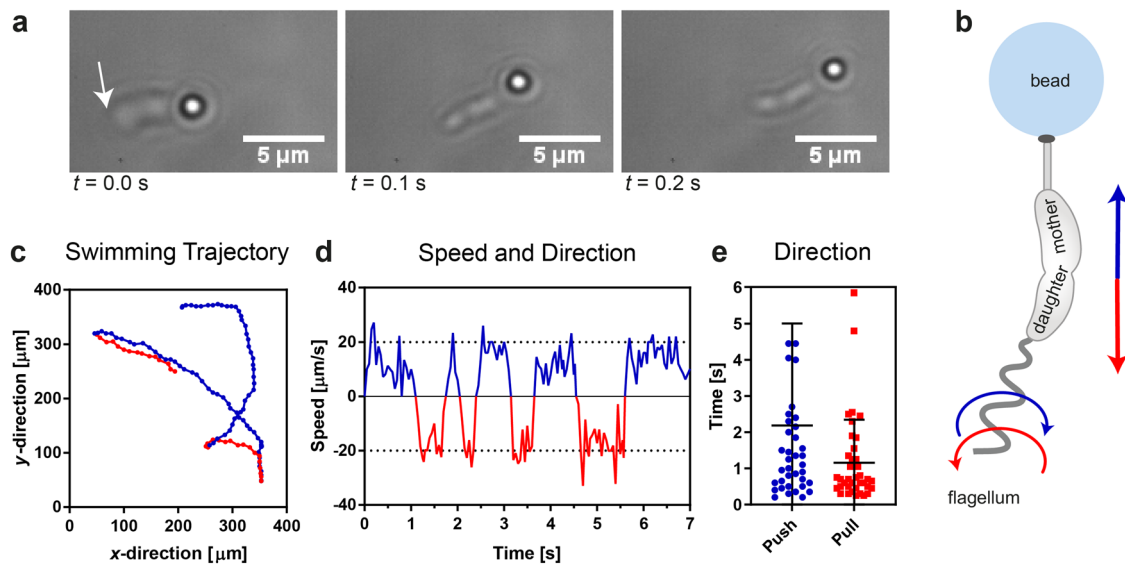 a
5 µm
5 µm
5 µm
t = 0.0 s
t = 0.1 s
t = 0.2 s
b
bead
mother
daughter
flagellum
c Swimming Trajectory
400
300
200
100
0
0 100 200 300 400
y-direction [µm]
x-direction [µm]
d Speed and Direction
40
20
0
-20
-40
0 1 2 3 4 5 6 7
Speed [µm/s]
Time [s]
e Direction
6
5
4
3
2
1
0
Time [s]
Push Pull